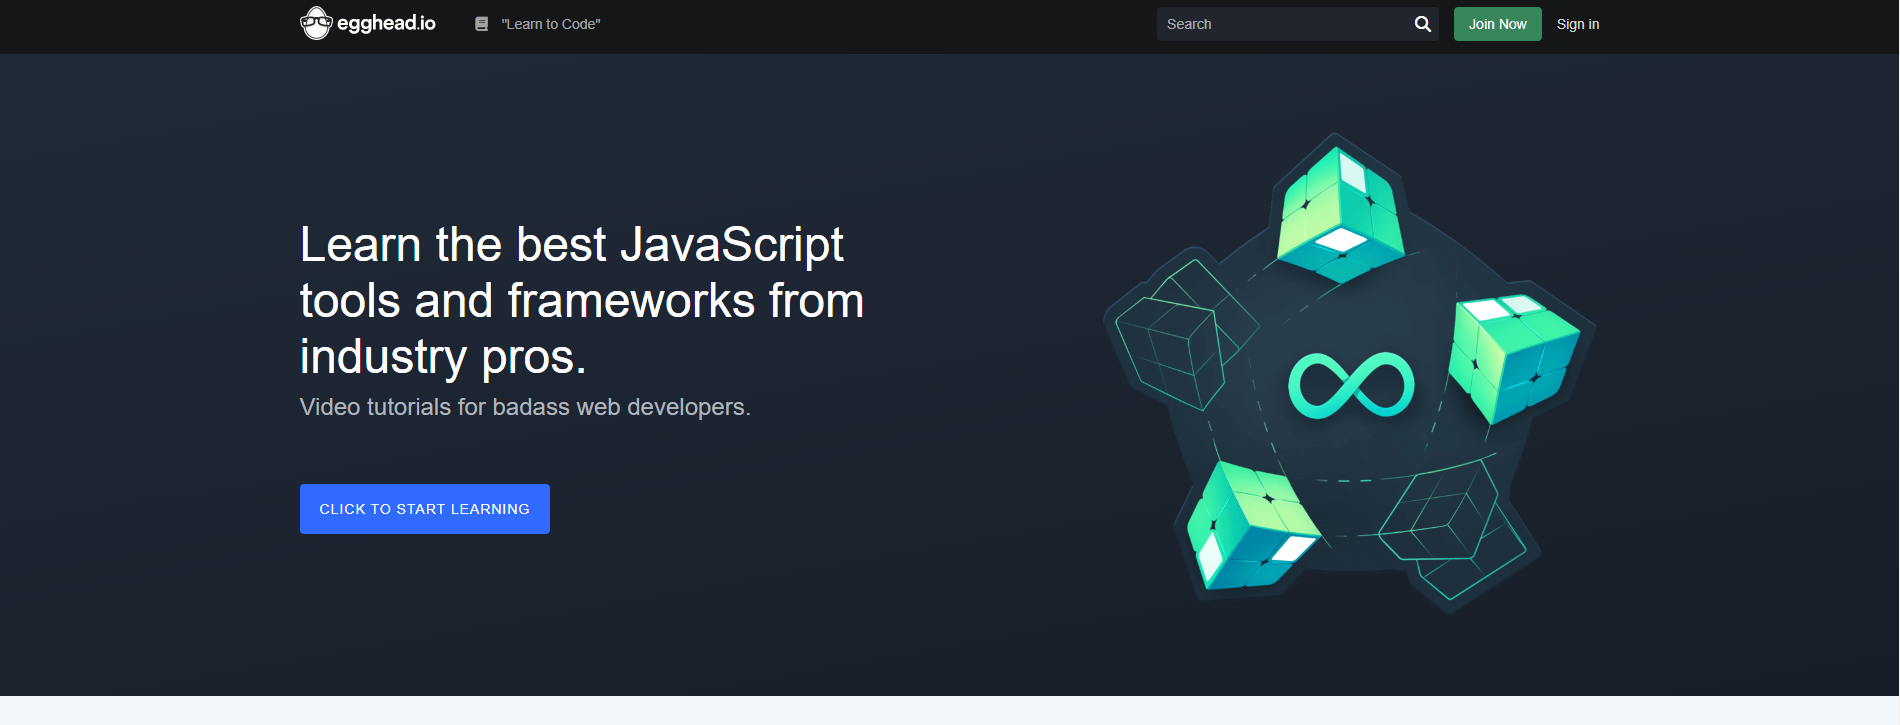 egghead.io
"Learn to Code"
Search
Join Now
Sign in
Learn the best JavaScript
tools and frameworks from
industry pros.
Video tutorials for badass web developers.
CLICK TO START LEARNING